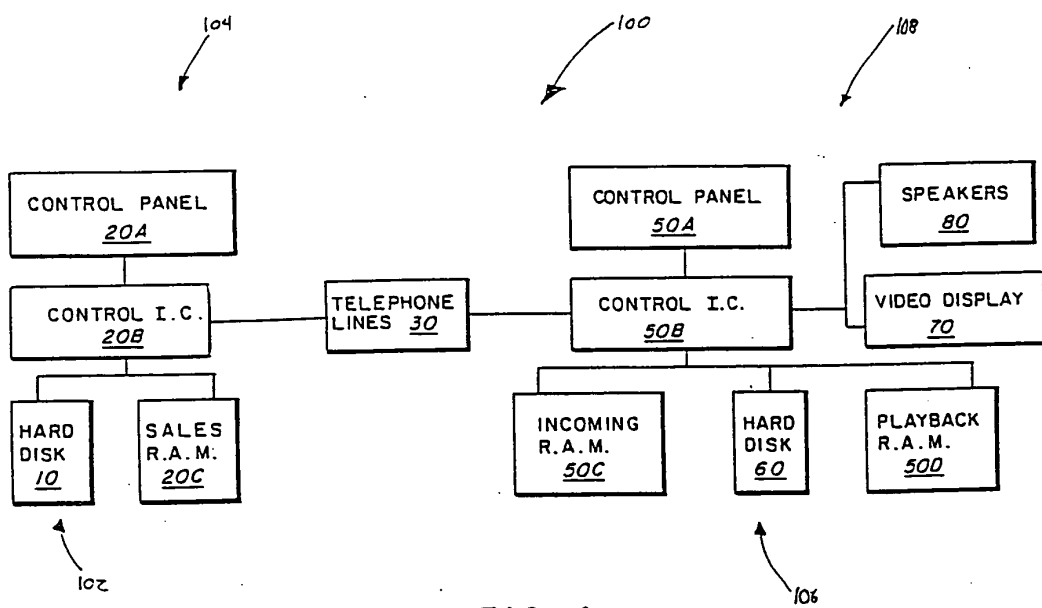 104
100
108
CONTROL PANEL
20A
CONTROL PANEL
50A
SPEAKERS
80
CONTROL I.C.
20B
TELEPHONE
LINES 30
CONTROL I.C.
50B
VIDEO DISPLAY
70
HARD
DISK
10
SALES
R.A.M.
20C
INCOMING
R.A.M.
50C
HARD
DISK
60
PLAYBACK
R.A.M.
50D
102
106